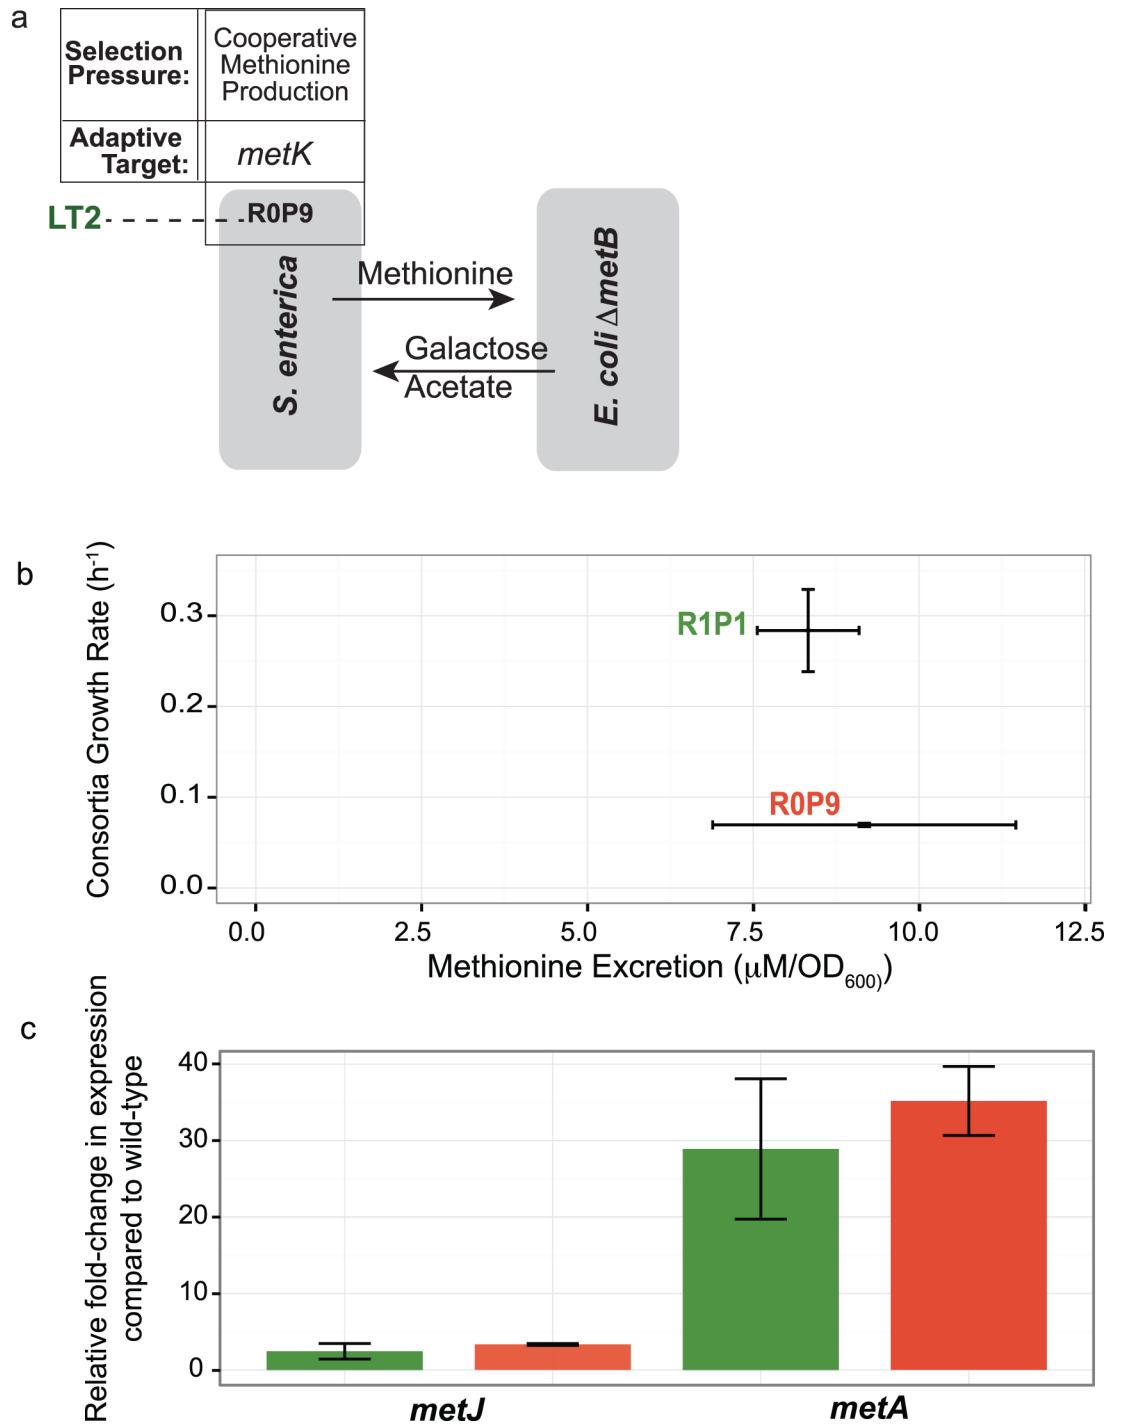 a
Selection
Pressure:
Cooperative
Methionine
Production
Adaptive
Target:
metK
LT2
R0P9
S. enterica
Methionine
Galactose
Acetate
E. coli ΔmetB
b
Consortia Growth Rate (h-1)
0.3
0.2
0.1
0.0
R1P1
R0P9
0.0 2.5 5.0 7.5 10.0 12.5
Methionine Excretion (μM/OD600))
c
Relative fold-change in expression
compared to wild-type
40
30
20
10
0
metJ metA